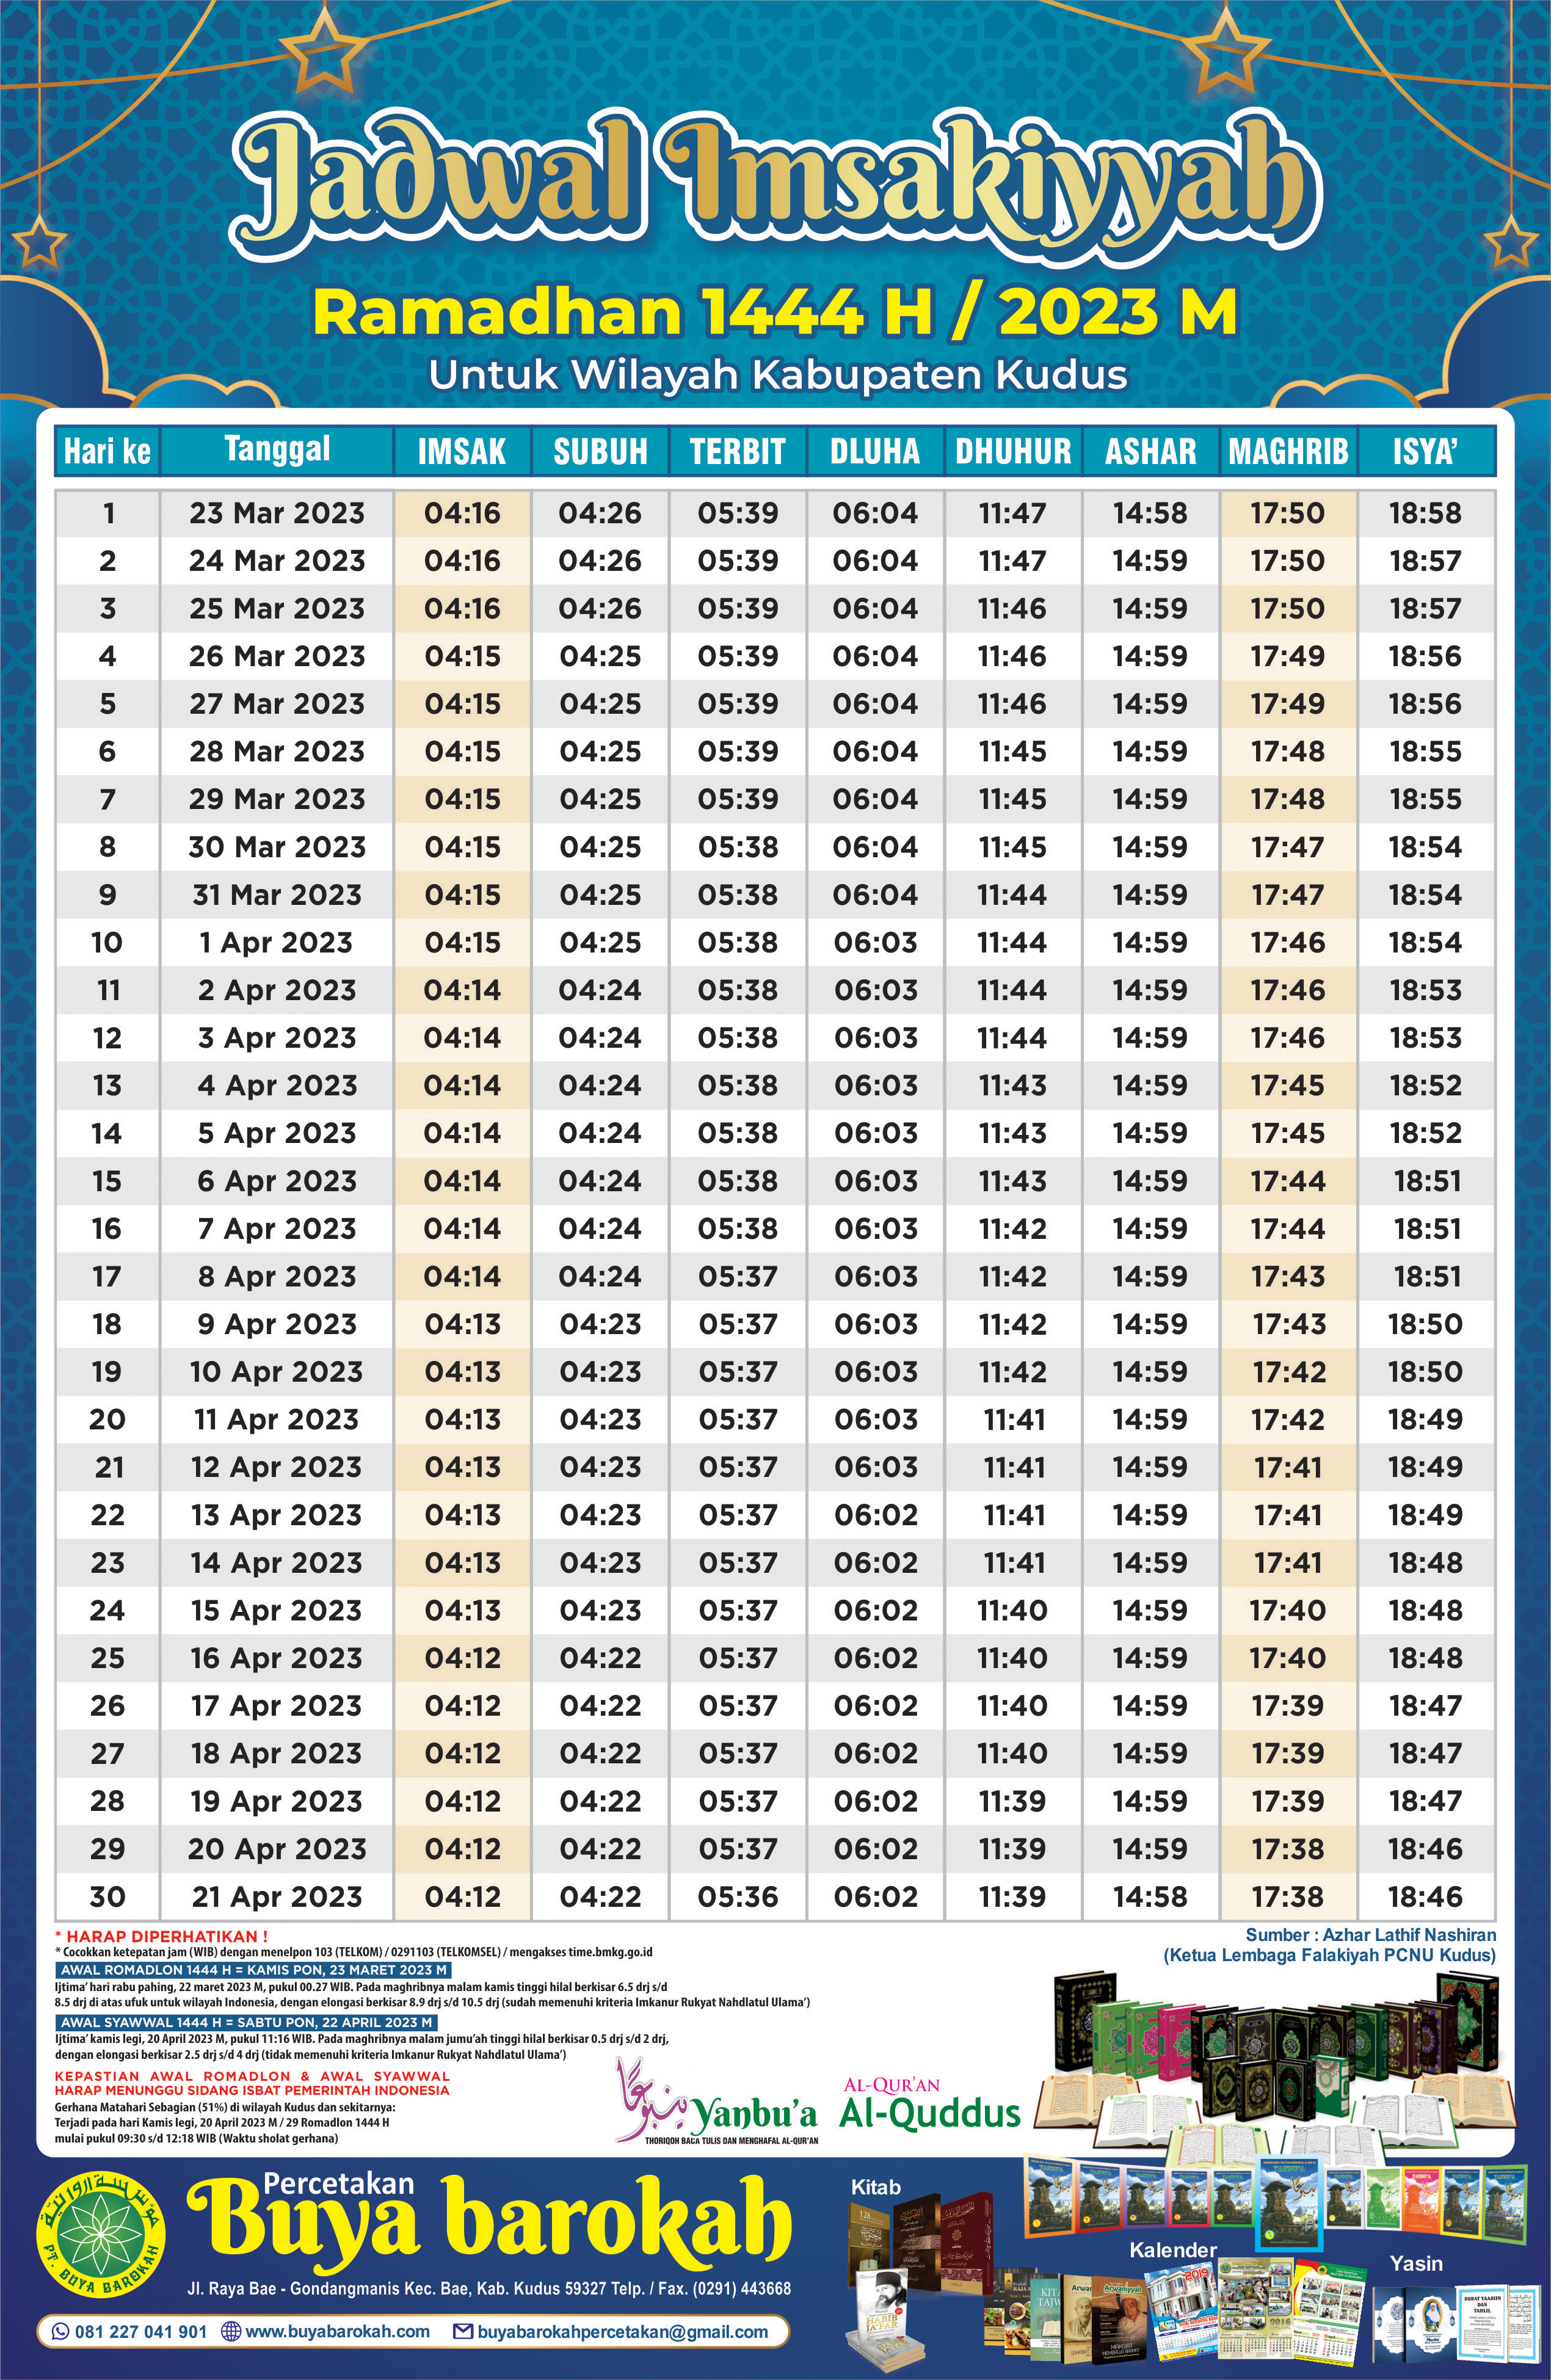 Jadwal Imsakiyyah
Ramadhan 1444 H / 2023 M
Untuk Wilayah Kabupaten Kudus
Hari ke Tanggal IMSAK SUBUH TERBIT DLUHA DHUHUR ASHAR MAGHRIB ISYA’
1 23 Mar 2023 04:16 04:26 05:39 06:04 11:47 14:58 17:50 18:58
2 24 Mar 2023 04:16 04:26 05:39 06:04 11:47 14:59 17:50 18:57
3 25 Mar 2023 04:16 04:26 05:39 06:04 11:46 14:59 17:50 18:57
4 26 Mar 2023 04:15 04:25 05:39 06:04 11:46 14:59 17:49 18:56
5 27 Mar 2023 04:15 04:25 05:39 06:04 11:46 14:59 17:49 18:56
6 28 Mar 2023 04:15 04:25 05:39 06:04 11:45 14:59 17:48 18:55
7 29 Mar 2023 04:15 04:25 05:39 06:04 11:45 14:59 17:48 18:55
8 30 Mar 2023 04:15 04:25 05:38 06:04 11:45 14:59 17:47 18:54
9 31 Mar 2023 04:15 04:25 05:38 06:04 11:44 14:59 17:47 18:54
10 1 Apr 2023 04:15 04:25 05:38 06:03 11:44 14:59 17:46 18:54
11 2 Apr 2023 04:14 04:24 05:38 06:03 11:44 14:59 17:46 18:53
12 3 Apr 2023 04:14 04:24 05:38 06:03 11:44 14:59 17:46 18:53
13 4 Apr 2023 04:14 04:24 05:38 06:03 11:43 14:59 17:45 18:52
14 5 Apr 2023 04:14 04:24 05:38 06:03 11:43 14:59 17:45 18:52
15 6 Apr 2023 04:14 04:24 05:38 06:03 11:43 14:59 17:44 18:51
16 7 Apr 2023 04:14 04:24 05:38 06:03 11:42 14:59 17:44 18:51
17 8 Apr 2023 04:14 04:24 05:37 06:03 11:42 14:59 17:43 18:51
18 9 Apr 2023 04:13 04:23 05:37 06:03 11:42 14:59 17:43 18:50
19 10 Apr 2023 04:13 04:23 05:37 06:03 11:42 14:59 17:42 18:50
20 11 Apr 2023 04:13 04:23 05:37 06:03 11:41 14:59 17:42 18:49
21 12 Apr 2023 04:13 04:23 05:37 06:03 11:41 14:59 17:41 18:49
22 13 Apr 2023 04:13 04:23 05:37 06:02 11:41 14:59 17:41 18:49
23 14 Apr 2023 04:13 04:23 05:37 06:02 11:41 14:59 17:41 18:48
24 15 Apr 2023 04:13 04:23 05:37 06:02 11:40 14:59 17:40 18:48
25 16 Apr 2023 04:12 04:22 05:37 06:02 11:40 14:59 17:40 18:48
26 17 Apr 2023 04:12 04:22 05:37 06:02 11:40 14:59 17:39 18:47
27 18 Apr 2023 04:12 04:22 05:37 06:02 11:40 14:59 17:39 18:47
28 19 Apr 2023 04:12 04:22 05:37 06:02 11:39 14:59 17:39 18:47
29 20 Apr 2023 04:12 04:22 05:37 06:02 11:39 14:59 17:38 18:46
30 21 Apr 2023 04:12 04:22 05:36 06:02 11:39 14:58 17:38 18:46
* HARAP DIPERHATIKAN !
* Cocokkan ketepatan jam (WIB) dengan menelpon 103 (TELKOM) / 0291103 (TELKOMSEL) / mengakses time.bmkg.go.id
AWAL ROMADLON 1444 H = KAMIS PON, 23 MARET 2023 M
Ijtima’ hari rabu pahing, 22 maret 2023 M, pukul 00.27 WIB. Pada maghribnya malam kamis tinggi hilal berkisar 6.5 drj s/d
8.5 drj di atas ufuk untuk wilayah Indonesia, dengan elongasi berkisar 8.9 drj s/d 10.5 drj (sudah memenuhi kriteria Imkanur Rukyat Nahdlatul Ulama’)
AWAL SYAWWAL 1444 H = SABTU PON, 22 APRIL 2023 M
Ijtima’ kamis legi, 20 April 2023 M, pukul 11:16 WIB. Pada maghribnya malam jumu’ah tinggi hilal berkisar 0.5 drj s/d 2 drj,
dengan elongasi berkisar 2.5 drj s/d 4 drj (tidak memenuhi kriteria Imkanur Rukyat Nahdlatul Ulama’)
KEPASTIAN AWAL ROMADLON & AWAL SYAWWAL
HARAP MENUNGGU SIDANG ISBAT PEMERINTAH INDONESIA
Gerhana Matahari Sebagian (51%) di wilayah Kudus dan sekitarnya:
Terjadi pada hari Kamis legi, 20 April 2023 M / 29 Romadlon 1444 H
mulai pukul 09:30 s/d 12:18 WIB (Waktu sholat gerhana)
Sumber : Azhar Lathif Nashiran
(Ketua Lembaga Falakiyah PCNU Kudus)
Yanbu’a
THORIQOH BACA TULIS DAN MENGHAFAL AL-QUR’AN
AL-QUR’AN
Al-Quddus
PT. BUYA BAROKAH
Percetakan
Buya barokah
Jl. Raya Bae - Gondangmanis Kec. Bae, Kab. Kudus 59327 Telp. / Fax. (0291) 443668
081 227 041 901 www.buyabarokah.com buyabarokahpercetakan@gmail.com
Kitab
Kalender
Yasin